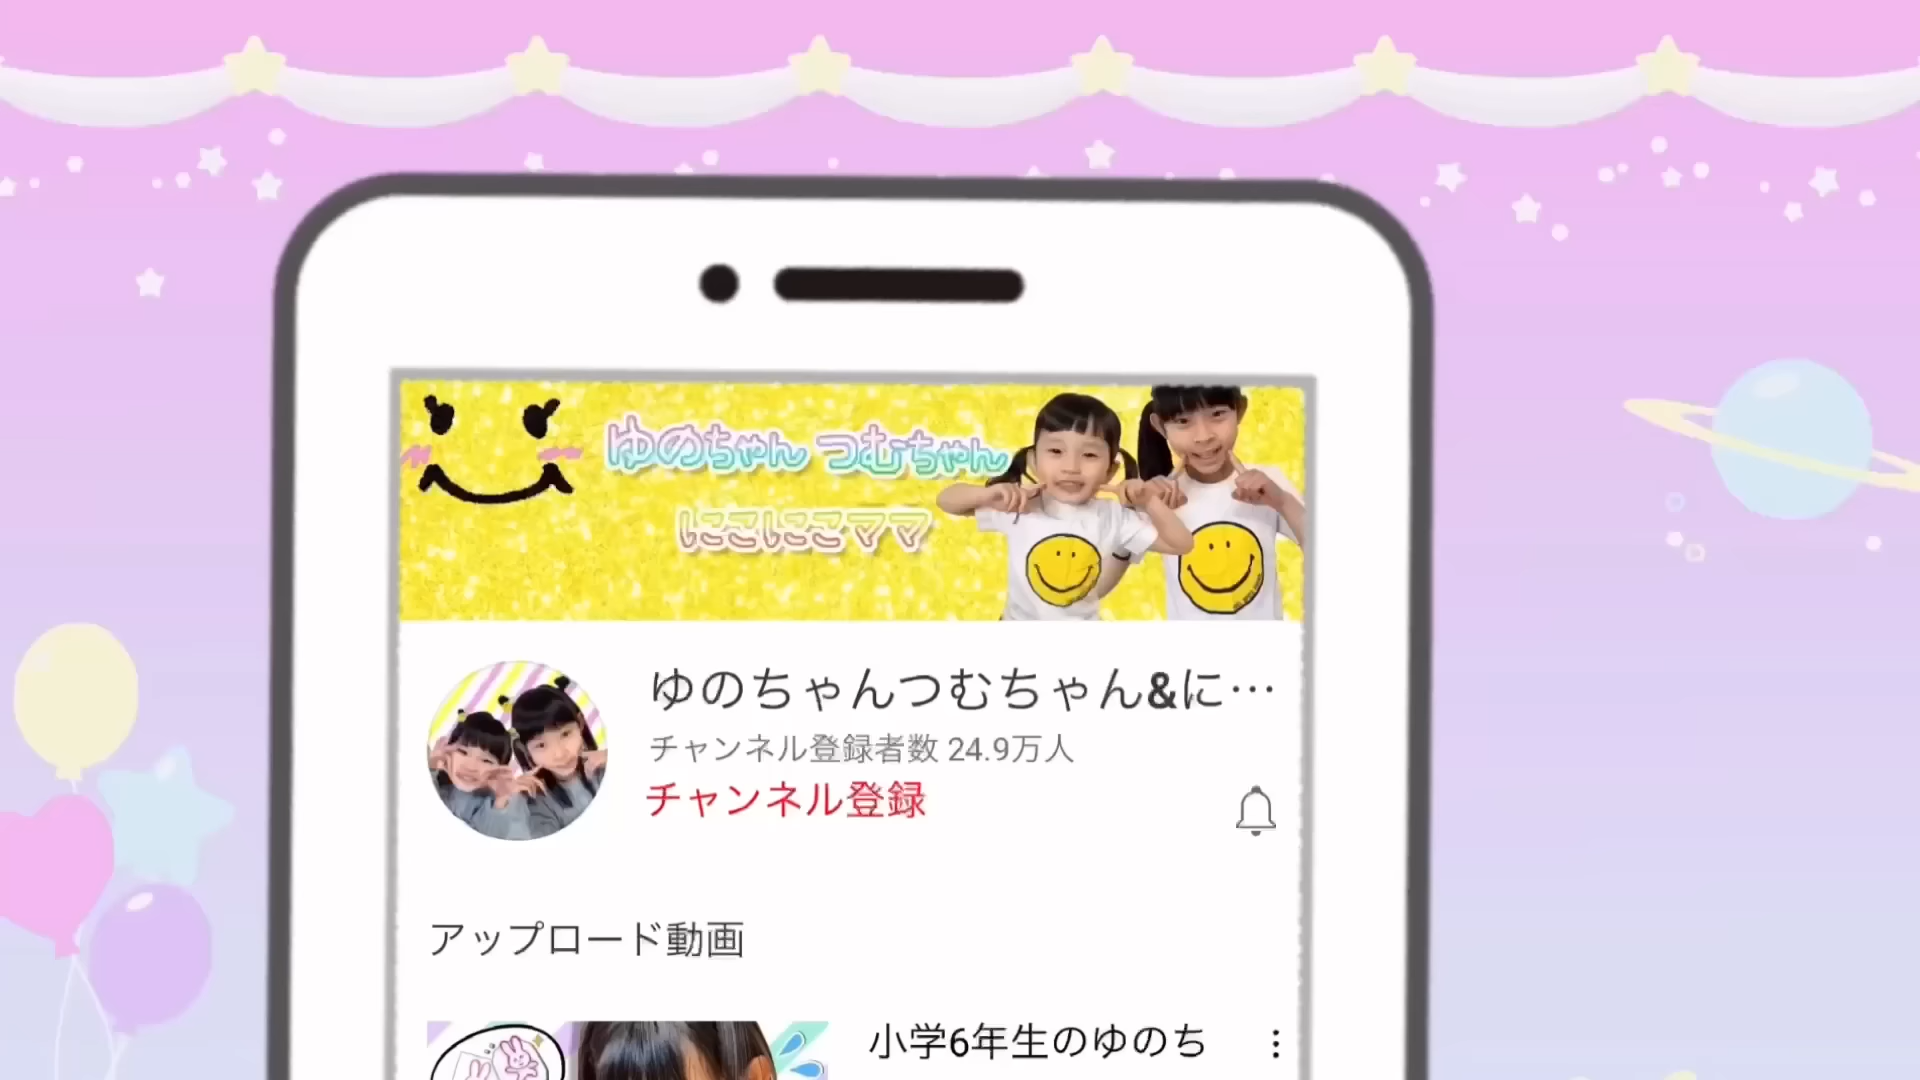 ゆのちゃん つむちゃん
にこにこママ
ゆのちゃんつむちゃん&に…
チャンネル登録者数 24.9万人
チャンネル登録
アップロード動画
小学6年生のゆのち